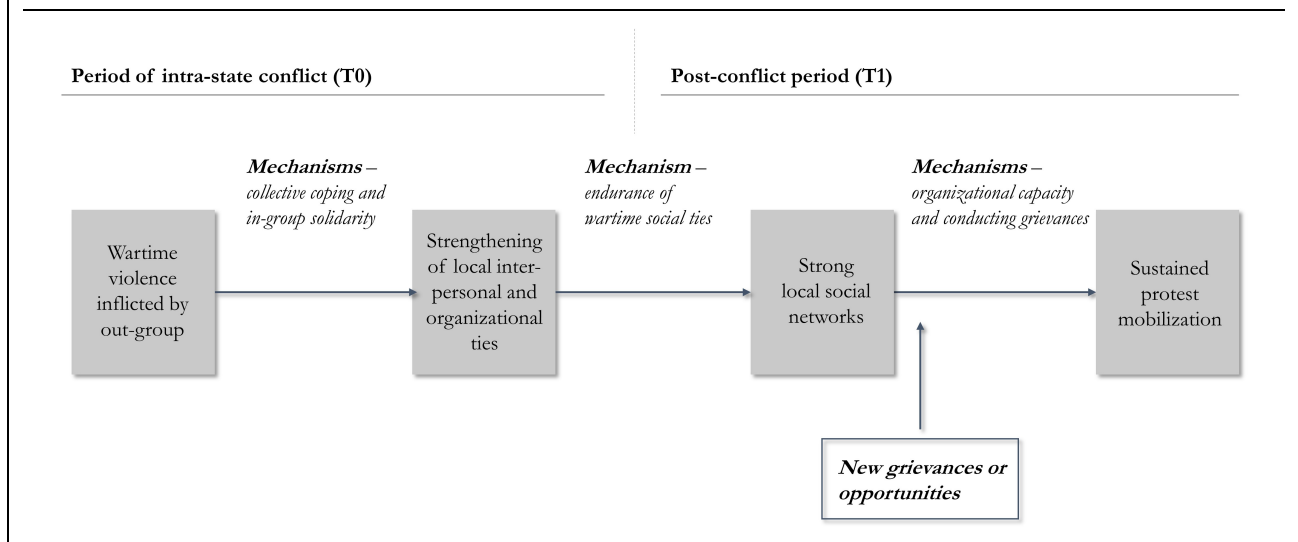 Period of intra-state conflict (T0)
Post-conflict period (T1)
Mechanisms –
collective coping and
in-group solidarity
Mechanism –
endurance of
wartime social ties
Mechanisms –
organizational capacity
and conducting grievances
Wartime
violence
inflicted by
out-group
Strengthening
of local inter-
personal and
organizational
ties
Strong
local social
networks
Sustained
protest
mobilization
New grievances or
opportunities